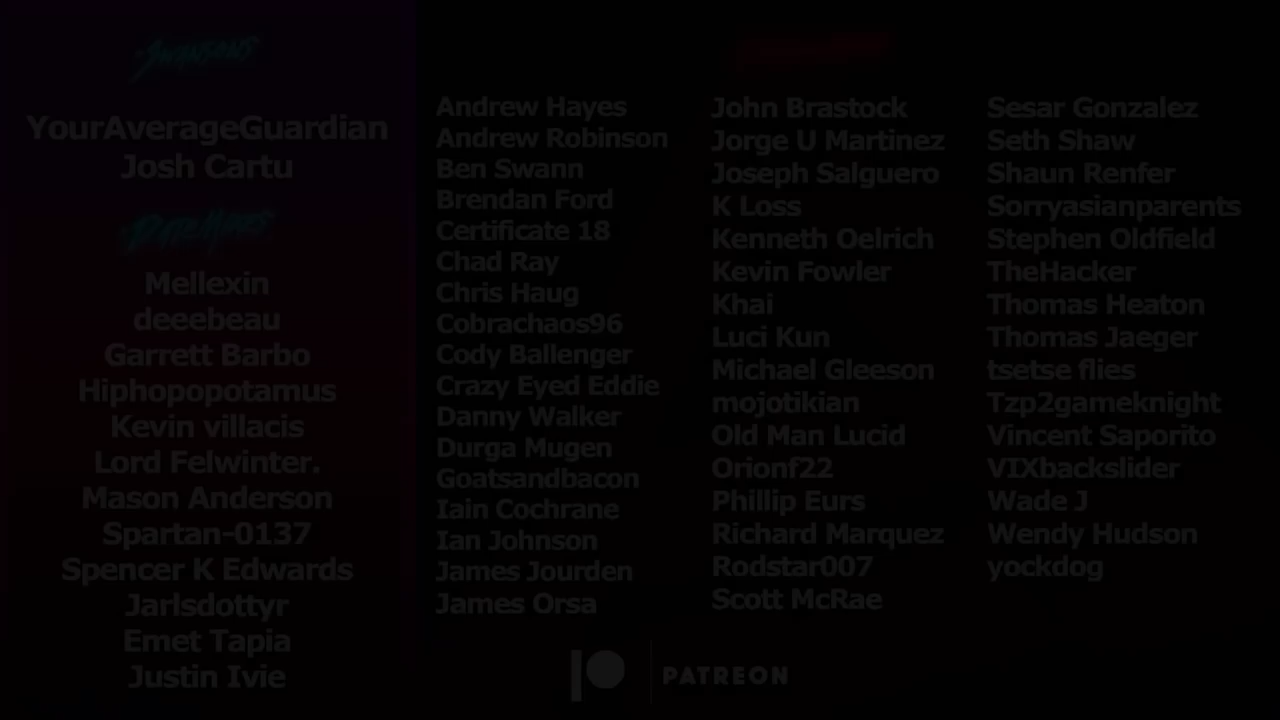 Swansons
YourAverageGuardian
Josh Cartu
Mellexin
deeebeau
Garrett Barbo
Hiphopopotamus
Kevin villacis
Lord Felwinter.
Mason Anderson
Spartan-0137
Spencer K Edwards
Jarlsdottyr
Emet Tapia
Justin Ivie
Andrew Hayes
Andrew Robinson
Ben Swann
Brendan Ford
Certificate 18
Chad Ray
Chris Haug
Cobrachaos96
Cody Ballenger
Crazy Eyed Eddie
Danny Walker
Durga Mugen
Goatsandbacon
Iain Cochrane
Ian Johnson
James Jourden
James Orsa
John Brastock
Jorge U Martinez
Joseph Salguero
K Loss
Kenneth Oelrich
Kevin Fowler
Khai
Luci Kun
Michael Gleeson
mojotikian
Old Man Lucid
Orionf22
Phillip Eurs
Richard Marquez
Rodstar007
Scott McRae
Sesar Gonzalez
Seth Shaw
Shaun Renfer
Sorryasianparents
Stephen Oldfield
TheHacker
Thomas Heaton
Thomas Jaeger
tsetse flies
Tzp2gameknight
Vincent Saporito
VIXbackslider
Wade J
Wendy Hudson
yockdog
PATREON